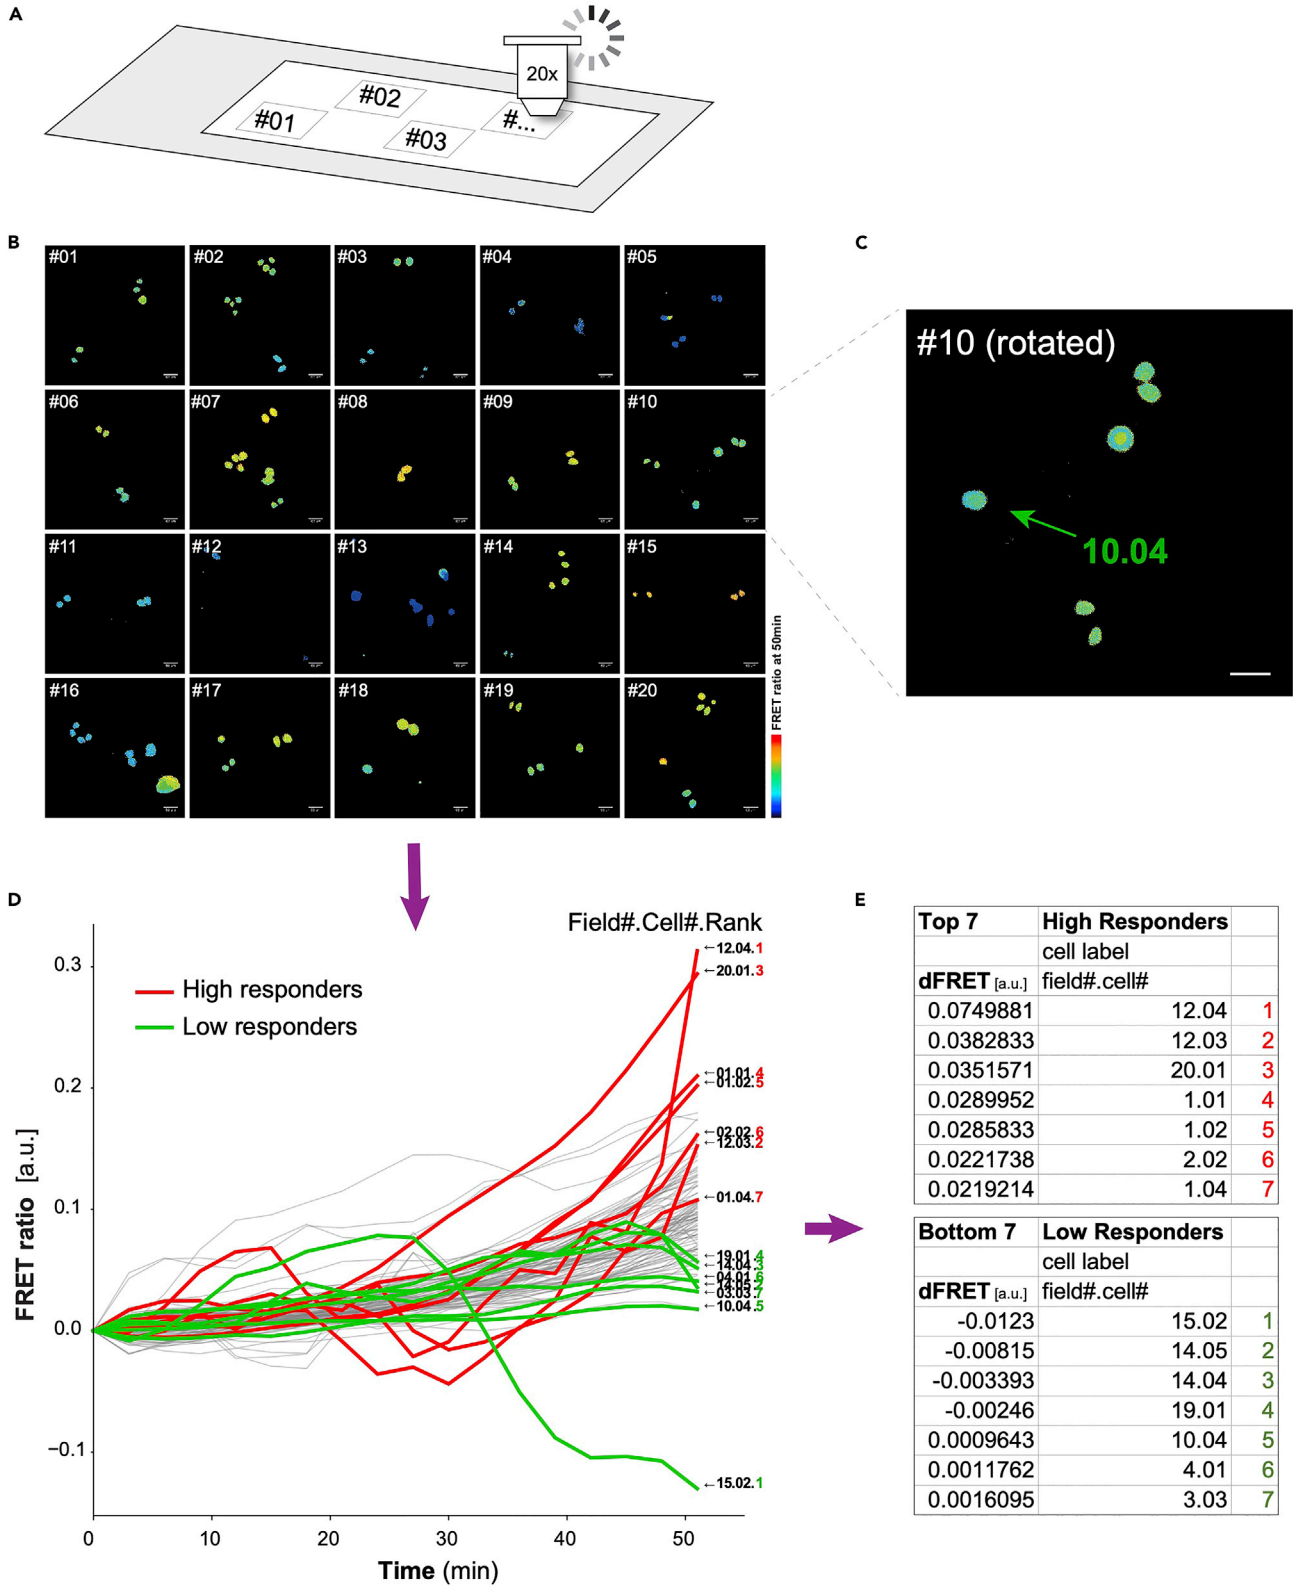 A
20x
#01
#02
#03
#...
B
#01
#02
#03
#04
#05
#06
#07
#08
#09
#10
#11
#12
#13
#14
#15
#16
#17
#18
#19
#20
FRET ratio at 50min
C
#10 (rotated)
10.04
D
Field#.Cell#.Rank
High responders
Low responders
FRET ratio [a.u.]
0.3
0.2
0.1
0.0
−0.1
←12.04.1
←20.01.3
←01.01.4
←01.02.5
←02.02.6
←12.03.2
←01.04.7
←19.01.4
←14.04.3
←04.01.6
←14.05.2
←03.03.7
←10.04.5
←15.02.1
0
10
20
30
40
50
Time (min)
E
Top 7 High Responders
cell label
dFRET [a.u.] field#.cell#
0.0749881 12.04 1
0.0382833 12.03 2
0.0351571 20.01 3
0.0289952 1.01 4
0.0285833 1.02 5
0.0221738 2.02 6
0.0219214 1.04 7
Bottom 7 Low Responders
cell label
dFRET [a.u.] field#.cell#
-0.0123 15.02 1
-0.00815 14.05 2
-0.003393 14.04 3
-0.00246 19.01 4
0.0009643 10.04 5
0.0011762 4.01 6
0.0016095 3.03 7